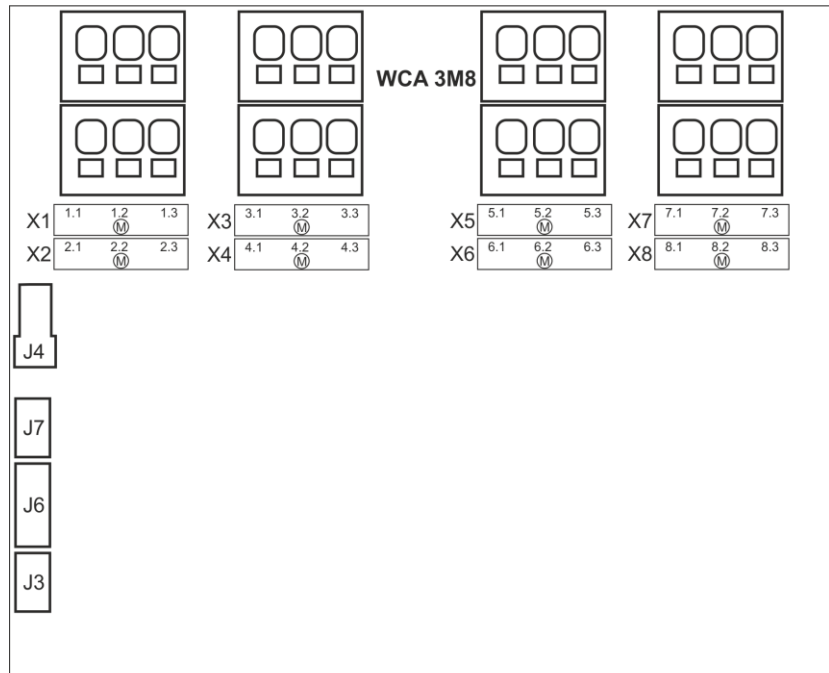 WCA 3M8
X1 1.1 1.2 1.3 X3 3.1 3.2 3.3 X5 5.1 5.2 5.3 X7 7.1 7.2 7.3
M M M M
X2 2.1 2.2 2.3 X4 4.1 4.2 4.3 X6 6.1 6.2 6.3 X8 8.1 8.2 8.3
M M M M
J4
J7
J6
J3